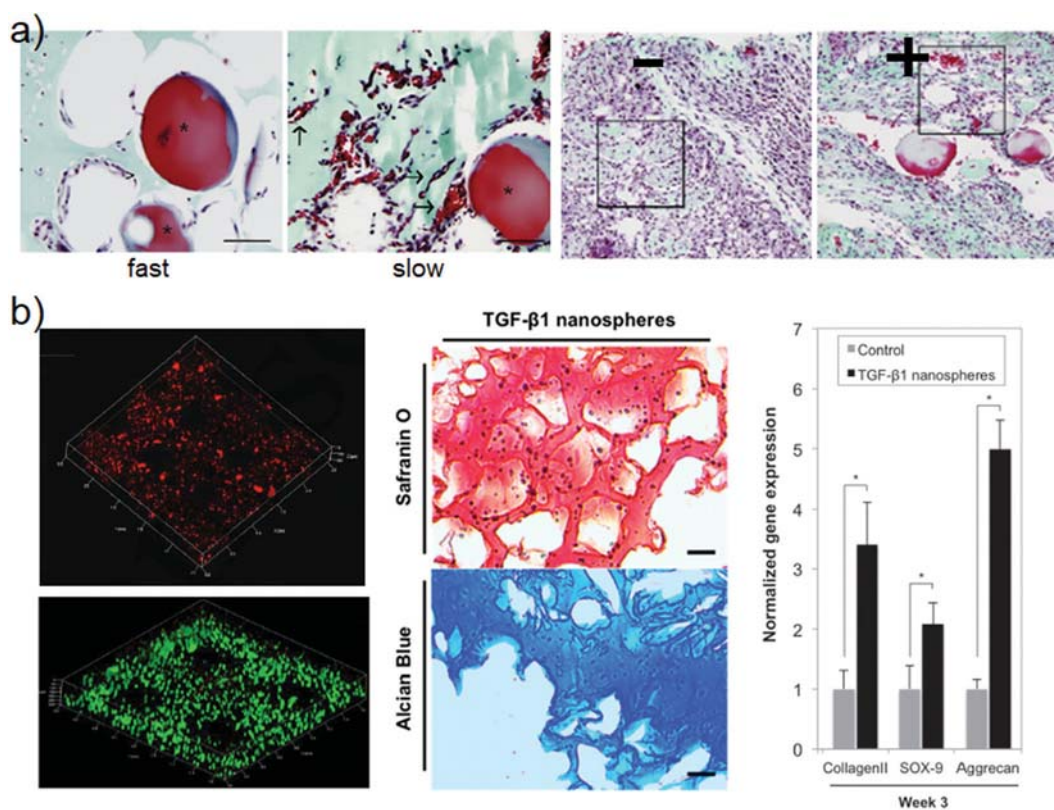 a)
fast
slow
b)
TGF-β1 nanospheres
Safranin O
Alcian Blue
Normalized gene expression
7
6
5
4
3
2
1
0
Control
TGF-β1 nanospheres
*
*
*
CollagenII SOX-9 Aggrecan
Week 3